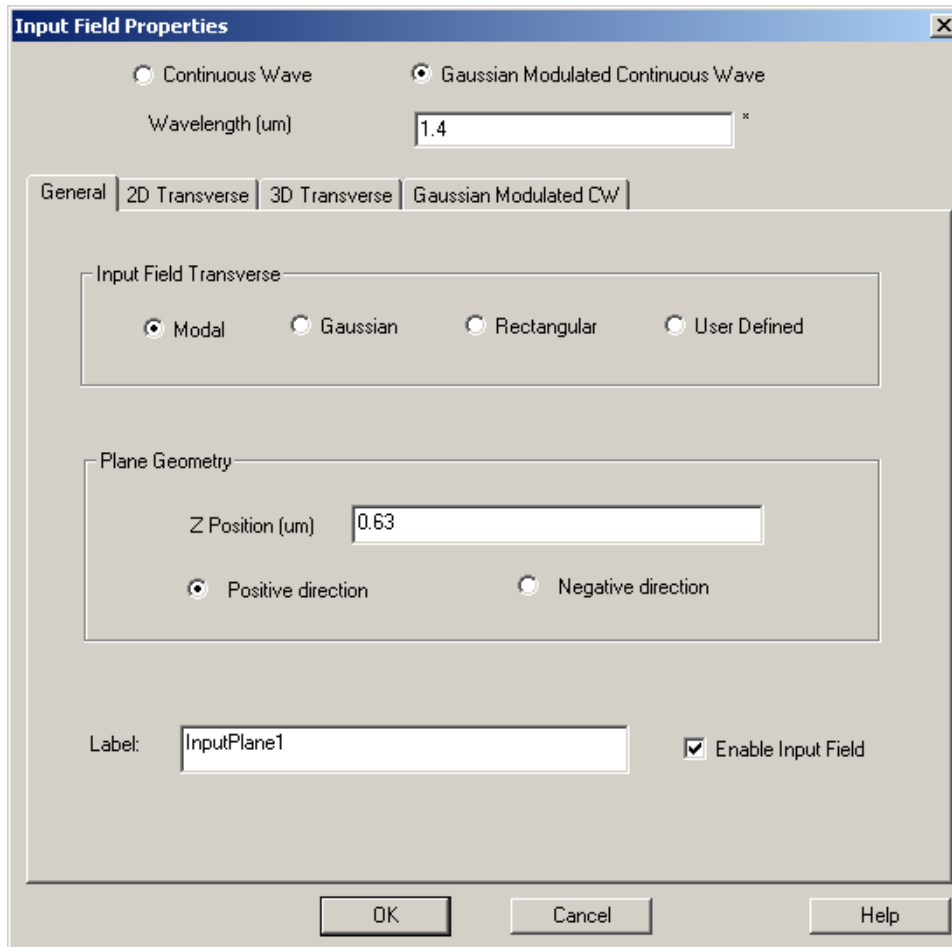 Input Field Properties
Continuous Wave Gaussian Modulated Continuous Wave
Wavelength (um) 1.4 *
General 2D Transverse 3D Transverse Gaussian Modulated CW
Input Field Transverse
Modal Gaussian Rectangular User Defined
Plane Geometry
Z Position (um) 0.63
Positive direction Negative direction
Label: InputPlane1 Enable Input Field
OK Cancel Help